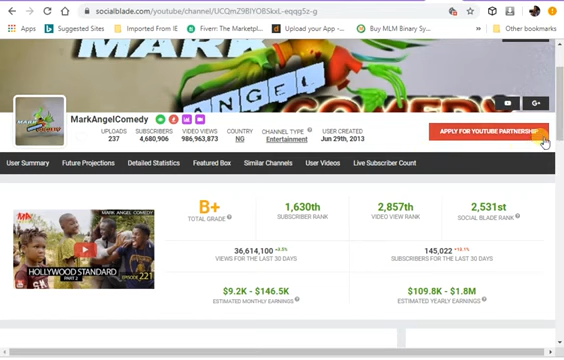 socialblade.com/youtube/channel/UCQmZ9BIYOBSkxL-eqqg5z-g
Apps
Suggested Sites
Imported From IE
Fiverr: The Marketpl...
Upload your App -...
Buy MLM Binary Sy...
Other bookmarks
MARK
ANGEL
COMEDY
G+
MarkAngelComedy
UPLOADS
237
SUBSCRIBERS
4,680,906
VIDEO VIEWS
986,963,873
COUNTRY
NG
CHANNEL TYPE
Entertainment
USER CREATED
Jun 29th, 2013
APPLY FOR YOUTUBE PARTNERSHIP
User Summary
Future Projections
Detailed Statistics
Featured Box
Similar Channels
User Videos
Live Subscriber Count
MARK ANGEL COMEDY
HOLLYWOOD STANDARD
PART 2
EPISODE 221
B+
TOTAL GRADE
1,630th
SUBSCRIBER RANK
2,857th
VIDEO VIEW RANK
2,531st
SOCIAL BLADE RANK
36,614,100
VIEWS FOR THE LAST 30 DAYS
145,022
SUBSCRIBERS FOR THE LAST 30 DAYS
$9.2K - $146.5K
ESTIMATED MONTHLY EARNINGS
$109.8K - $1.8M
ESTIMATED YEARLY EARNINGS